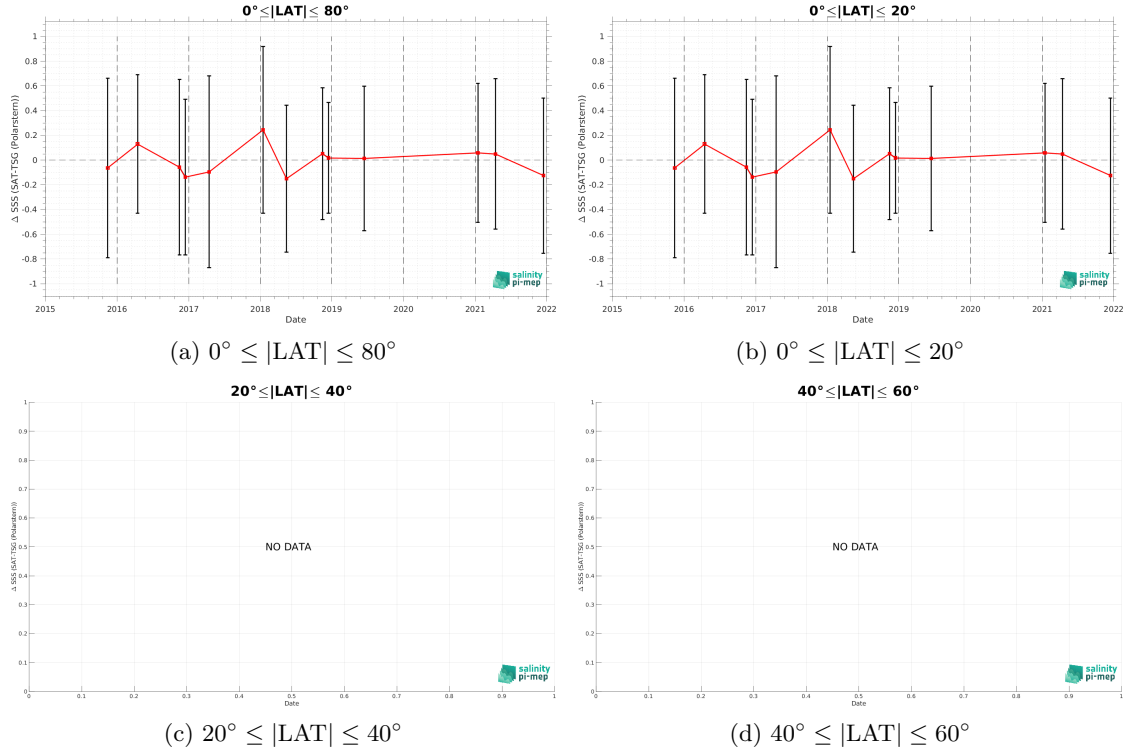 0°≤|LAT|≤ 80°
Δ SSS (SAT-TSG (Polarstern))
1
0.8
0.6
0.4
0.2
0
-0.2
-0.4
-0.6
-0.8
-1
2015 2016 2017 2018 2019 2020 2021 2022
Date
salinity
pi-mep
(a) 0° ≤ |LAT| ≤ 80°
0°≤|LAT|≤ 20°
Δ SSS (SAT-TSG (Polarstern))
1
0.8
0.6
0.4
0.2
0
-0.2
-0.4
-0.6
-0.8
-1
2015 2016 2017 2018 2019 2020 2021 2022
Date
salinity
pi-mep
(b) 0° ≤ |LAT| ≤ 20°
20°≤|LAT|≤ 40°
Δ SSS (SAT-TSG (Polarstern))
1
0.9
0.8
0.7
0.6
0.5
0.4
0.3
0.2
0.1
0
NO DATA
0 0.1 0.2 0.3 0.4 0.5 0.6 0.7 0.8 0.9 1
Date
salinity
pi-mep
(c) 20° ≤ |LAT| ≤ 40°
40°≤|LAT|≤ 60°
Δ SSS (SAT-TSG (Polarstern))
1
0.9
0.8
0.7
0.6
0.5
0.4
0.3
0.2
0.1
0
NO DATA
0 0.1 0.2 0.3 0.4 0.5 0.6 0.7 0.8 0.9 1
Date
salinity
pi-mep
(d) 40° ≤ |LAT| ≤ 60°